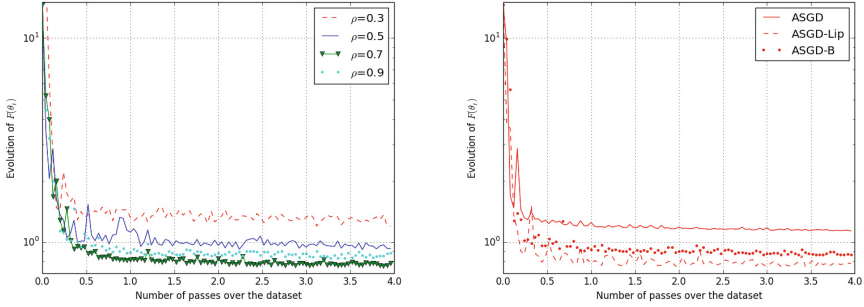 ρ=0.3
ρ=0.5
ρ=0.7
ρ=0.9
10¹
10⁰
Evolution of F(θₜ)
0.0 0.5 1.0 1.5 2.0 2.5 3.0 3.5 4.0
Number of passes over the dataset
ASGD
ASGD-Lip
ASGD-B
10¹
10⁰
Evolution of F(θₜ)
0.0 0.5 1.0 1.5 2.0 2.5 3.0 3.5 4.0
Number of passes over the dataset